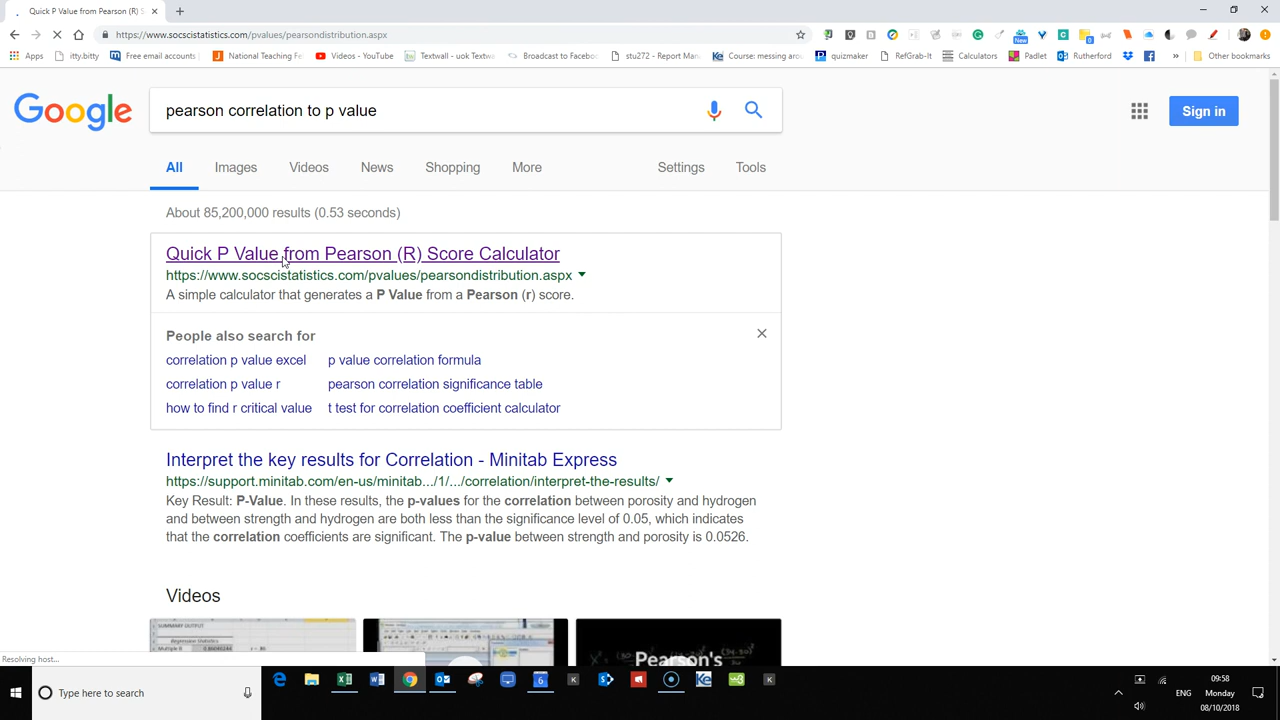 Quick P Value from Pearson (R) S
https://www.socscistatistics.com/pvalues/pearsondistribution.aspx
Apps itty.bitty Free email accounts National Teaching Fe Videos - YouTube Textwall - uok Textwa Broadcast to Facebo stu272 - Report Man Course: messing arou quizmaker RefGrab-It Calculators Padlet Rutherford » Other bookmarks
New
Google pearson correlation to p value Sign in
All Images Videos News Shopping More Settings Tools
About 85,200,000 results (0.53 seconds)
Quick P Value from Pearson (R) Score Calculator
https://www.socscistatistics.com/pvalues/pearsondistribution.aspx
A simple calculator that generates a P Value from a Pearson (r) score.
People also search for
correlation p value excel p value correlation formula
correlation p value r pearson correlation significance table
how to find r critical value t test for correlation coefficient calculator
Interpret the key results for Correlation - Minitab Express
https://support.minitab.com/en-us/minitab.../1/.../correlation/interpret-the-results/
Key Result: P-Value. In these results, the p-values for the correlation between porosity and hydrogen
and between strength and hydrogen are both less than the significance level of 0.05, which indicates
that the correlation coefficients are significant. The p-value between strength and porosity is 0.0526.
Videos
SUMMARY OUTPUT
Regression Statistics
Multiple R
Pearson's
Resolving host...
Type here to search
ENG
09:58
Monday
08/10/2018